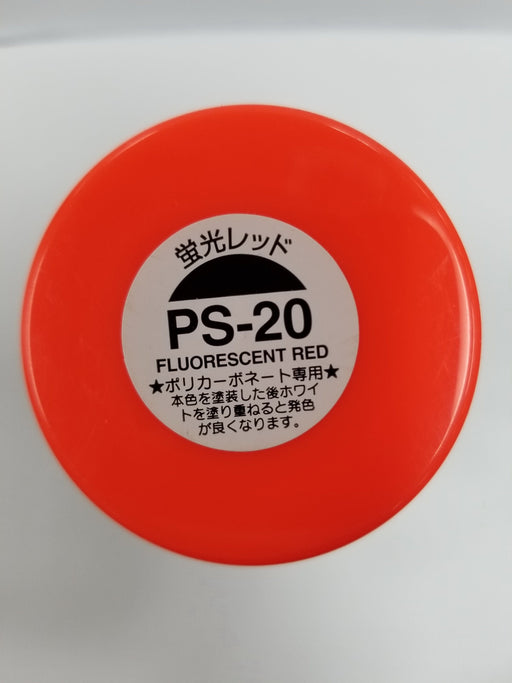 蛍光レッド
PS-20
FLUORESCENT RED
★ポリカーボネート専用★
本色を塗装した後ホワイ
トを塗り重ねると発色
が良くなります。